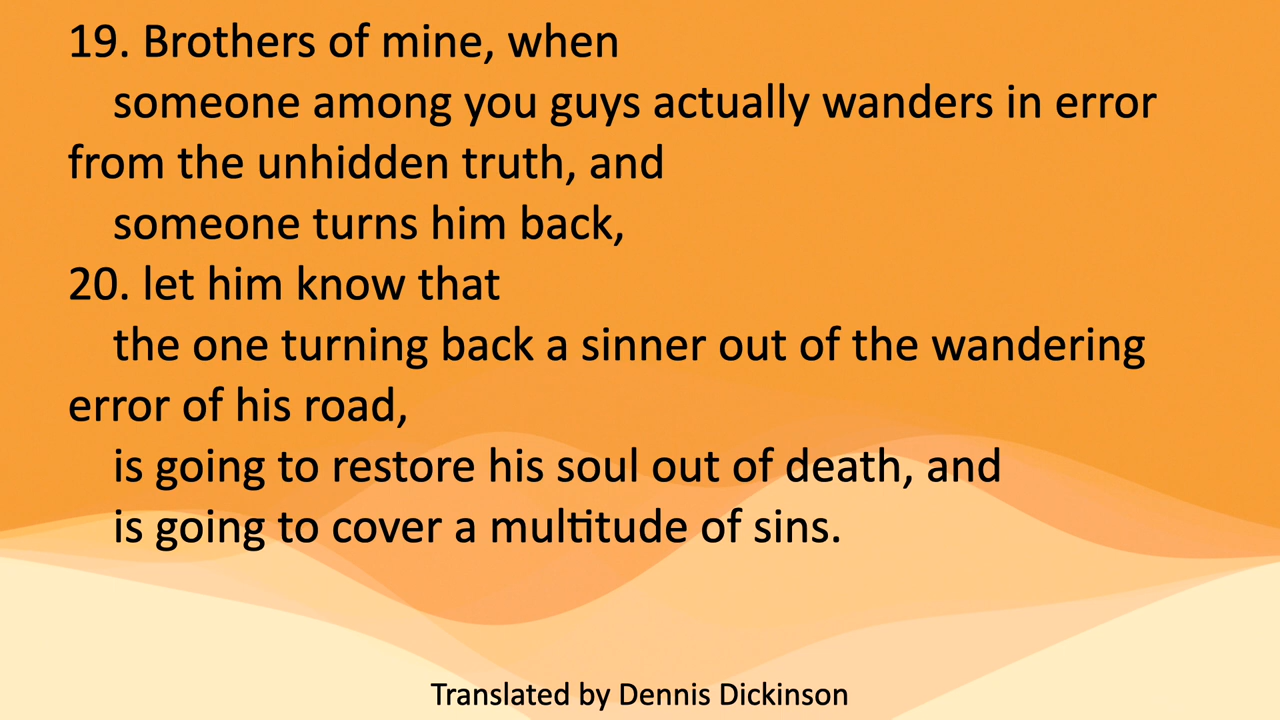 19. Brothers of mine, when
someone among you guys actually wanders in error
from the unhidden truth, and
someone turns him back,
20. let him know that
the one turning back a sinner out of the wandering
error of his road,
is going to restore his soul out of death, and
is going to cover a multitude of sins.
Translated by Dennis Dickinson